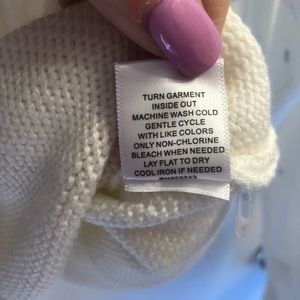 TURN GARMENT
INSIDE OUT
MACHINE WASH COLD
GENTLE CYCLE
WITH LIKE COLORS
ONLY NON-CHLORINE
BLEACH WHEN NEEDED
LAY FLAT TO DRY
COOL IRON IF NEEDED